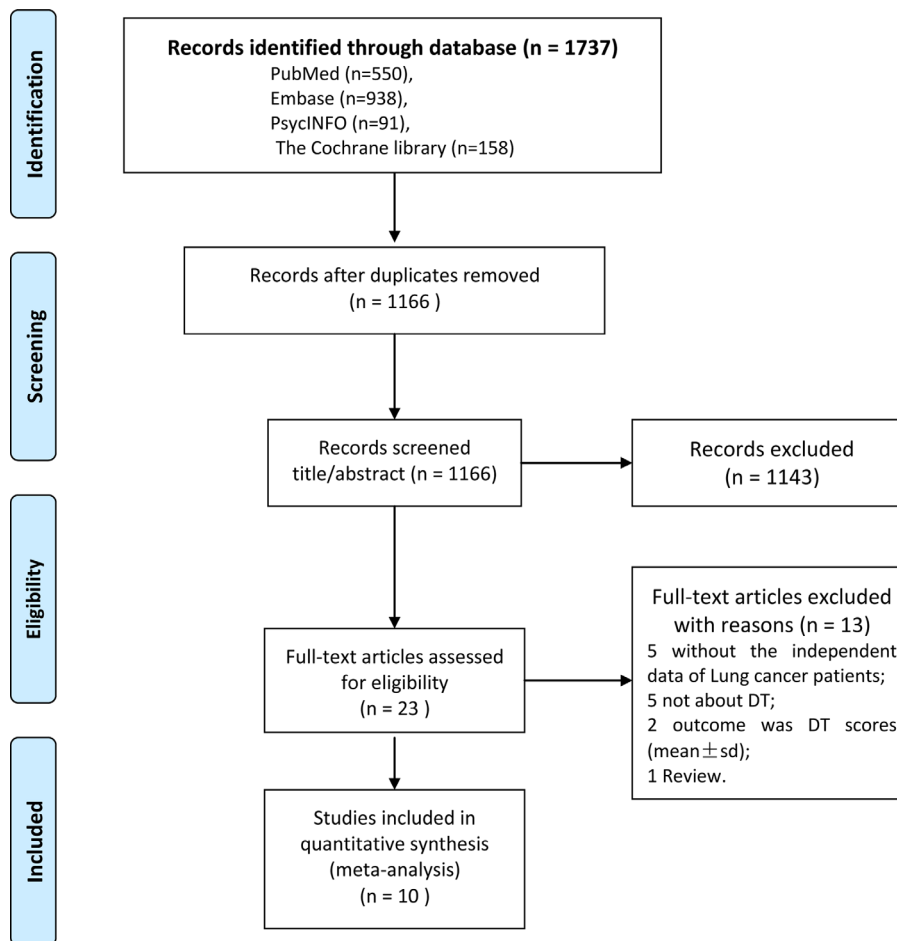 Identification
Records identified through database (n = 1737)
PubMed (n=550),
Embase (n=938),
PsycINFO (n=91),
The Cochrane library (n=158)
Screening
Records after duplicates removed
(n = 1166 )
Records screened
title/abstract (n = 1166)
Records excluded
(n = 1143)
Eligibility
Full-text articles assessed
for eligibility
(n = 23 )
Full-text articles excluded
with reasons (n = 13)
5 without the independent
data of Lung cancer patients;
5 not about DT;
2 outcome was DT scores
(mean±sd);
1 Review.
Included
Studies included in
quantitative synthesis
(meta-analysis)
(n = 10 )